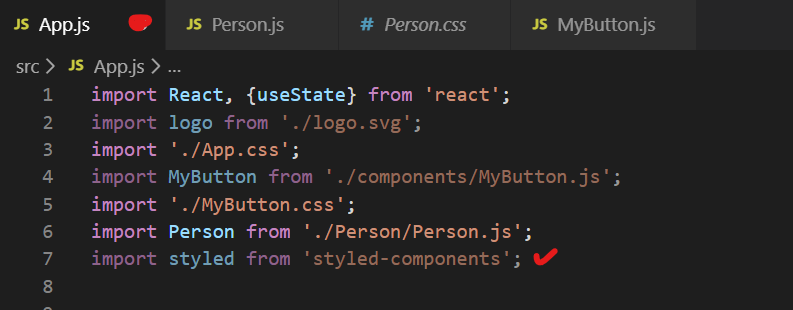 App.js
JS Person.js
# Person.css
JS MyButton.js
src > JS App.js > ...
1 import React, {useState} from 'react';
2 import logo from './logo.svg';
3 import './App.css';
4 import MyButton from './components/MyButton.js';
5 import './MyButton.css';
6 import Person from './Person/Person.js';
7 import styled from 'styled-components';
8